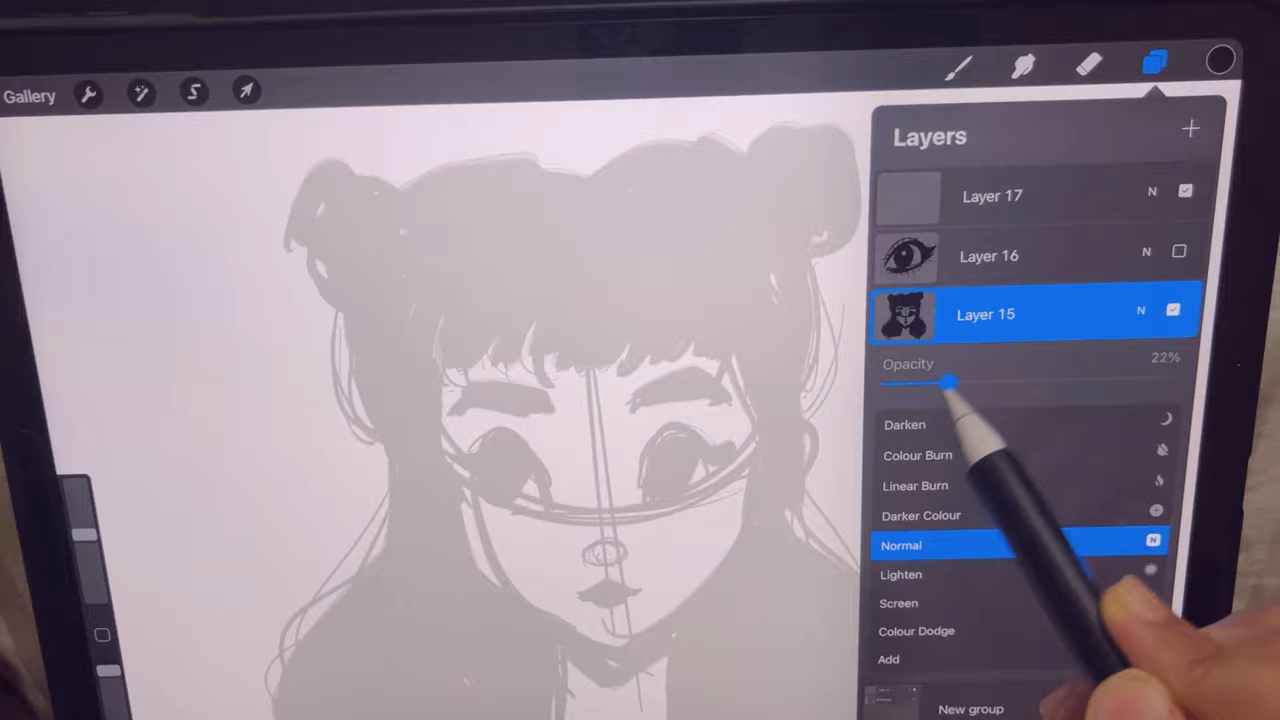 Gallery
Layers
Layer 17 N
Layer 16 N
Layer 15 N
Opacity 22%
Darken
Colour Burn
Linear Burn
Darker Colour
Normal N
Lighten
Screen
Colour Dodge
Add
New group